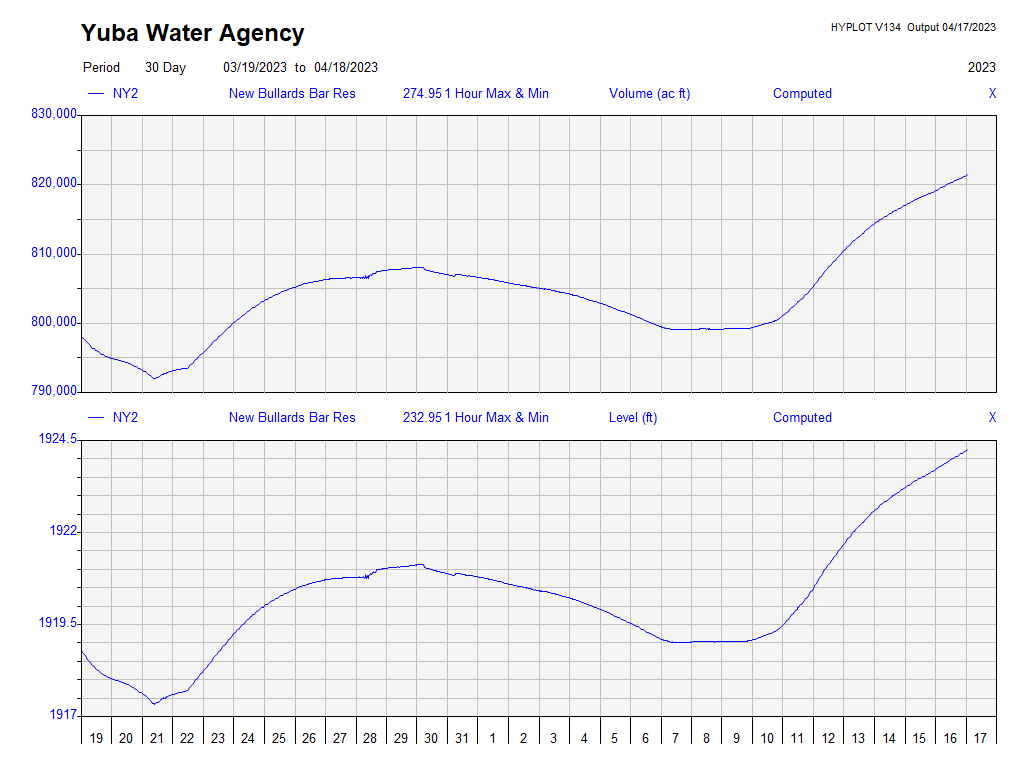 Yuba Water Agency
HYPLOT V134 Output 04/17/2023
Period 30 Day 03/19/2023 to 04/18/2023 2023
NY2 New Bullards Bar Res 274.95 1 Hour Max & Min Volume (ac ft) Computed X
830,000
820,000
810,000
800,000
790,000
NY2 New Bullards Bar Res 232.95 1 Hour Max & Min Level (ft) Computed X
1924.5
1922
1919.5
1917
19 20 21 22 23 24 25 26 27 28 29 30 31 1 2 3 4 5 6 7 8 9 10 11 12 13 14 15 16 17